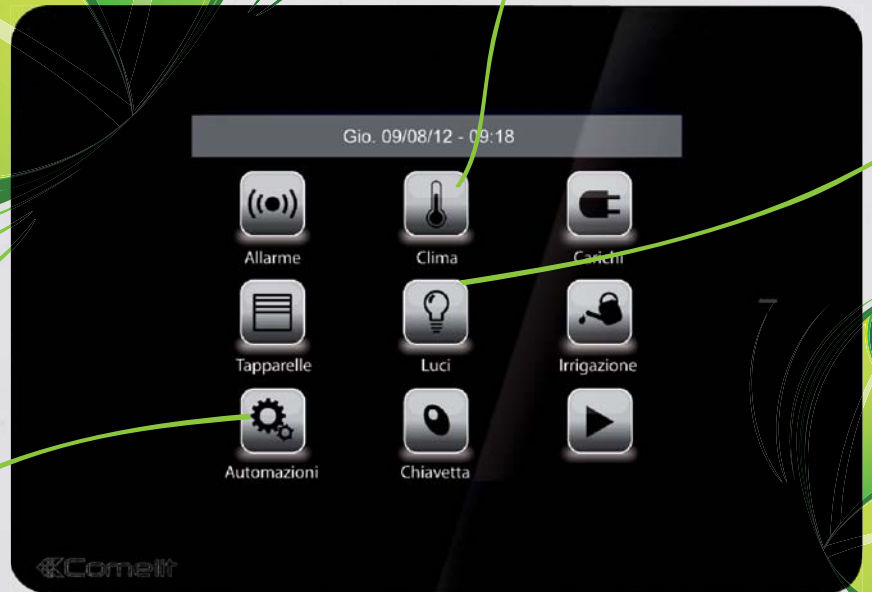 Gio. 09/08/12 - 09:18
Allarme Clima Carichi
Tapparelle Luci Irrigazione
Automazioni Chiavetta
Comelit